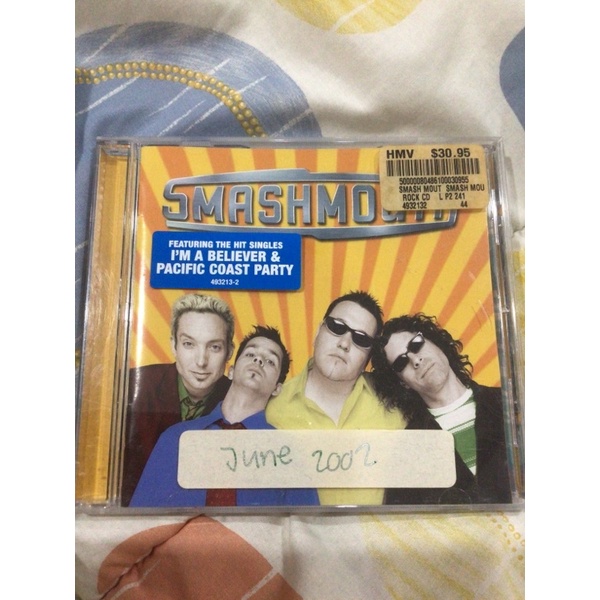 HMV $30.95
50000080486100030955
SMASH MOUT SMASH MOU
ROCK CD L P2 241
4932132 44
SMASHMOUTH
FEATURING THE HIT SINGLES
I'M A BELIEVER &
PACIFIC COAST PARTY
493213-2
June 2002